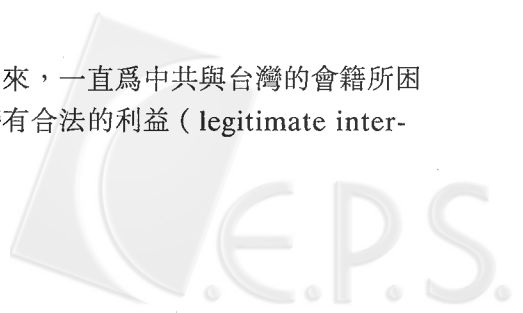 來，一直爲中共與台灣的會籍所困
有合法的利益（legitimate inter-
C.E.P.S.